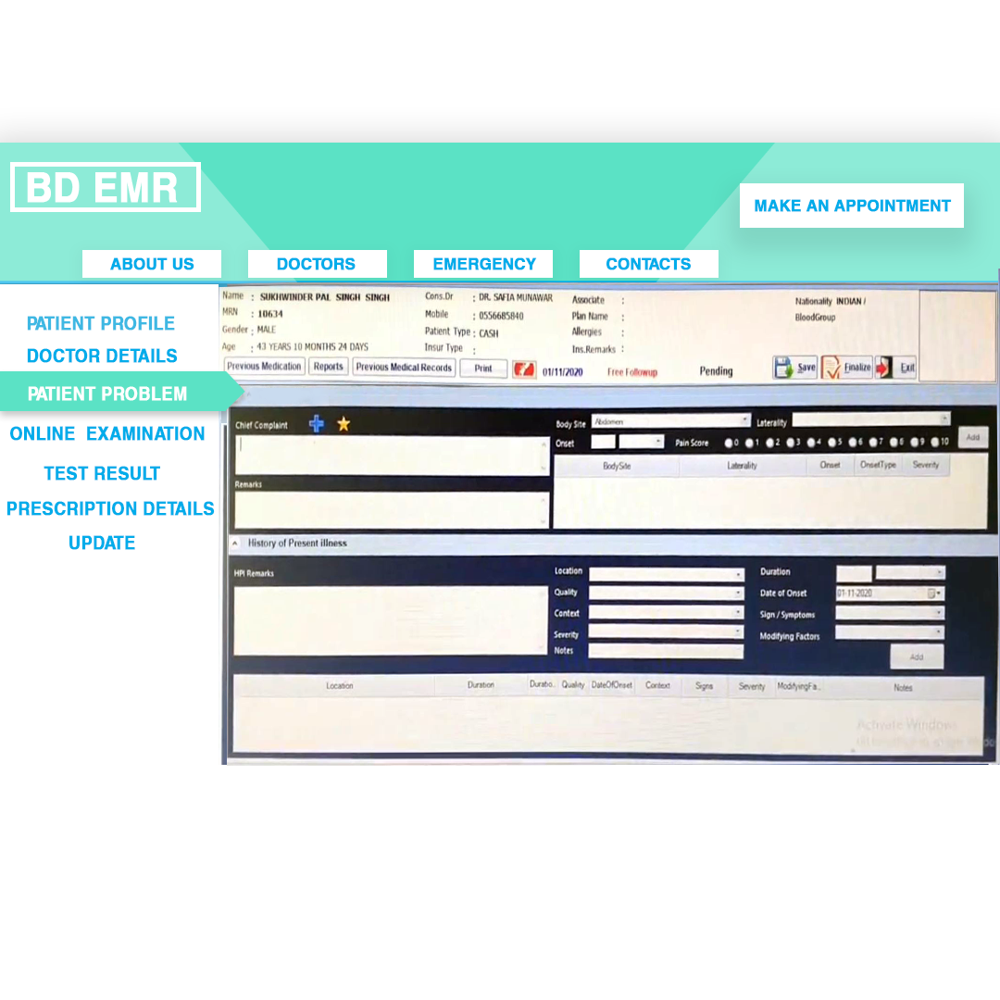 BD EMR
MAKE AN APPOINTMENT
ABOUT US DOCTORS EMERGENCY CONTACTS
PATIENT PROFILE
DOCTOR DETAILS
PATIENT PROBLEM
ONLINE EXAMINATION
TEST RESULT
PRESCRIPTION DETAILS
UPDATE
Name : SUKHWINDER PAL SINGH SINGH Cons.Dr : DR. SAFIA MUNAWAR Associate : Nationality INDIAN /
MRN : 10634 Mobile : 0556685840 Plan Name : BloodGroup
Gender : MALE Patient Type : CASH Allergies :
Age : 43 YEARS 10 MONTHS 24 DAYS Insur Type : Ins.Remarks :
Previous Medication Reports Previous Medical Records Print 01/11/2020 Free Followup Pending Save Finalize Exit
Chief Complaint Body Site Abdomen Laterality
Onset Pain Score 0 1 2 3 4 5 6 7 8 9 10 Add
BodySite Laterality Onset OnsetType Severity
Remarks
History of Present illness
HPI Remarks Location Duration
Quality Date of Onset 01-11-2020
Context Sign / Symptoms
Severity Modifying Factors
Notes Add
Location Duration Duratio.. Quality DateOfOnset Context Signs Severity ModifyingFa.. Notes
Activate Windows